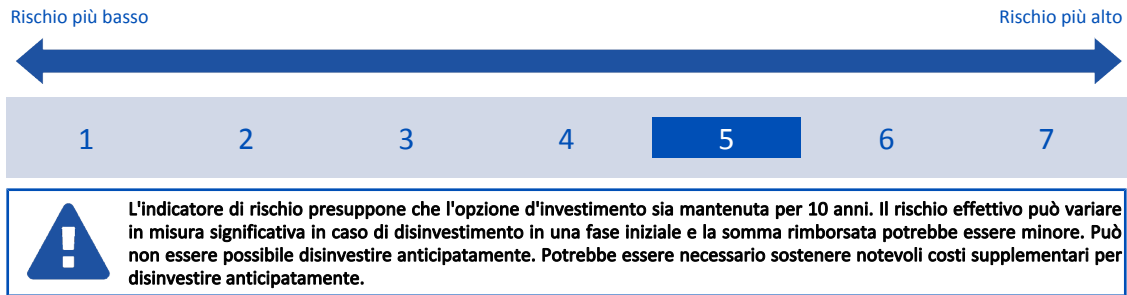 Rischio più basso Rischio più alto
1 2 3 4 5 6 7
L'indicatore di rischio presuppone che l'opzione d'investimento sia mantenuta per 10 anni. Il rischio effettivo può variare
in misura significativa in caso di disinvestimento in una fase iniziale e la somma rimborsata potrebbe essere minore. Può
non essere possibile disinvestire anticipatamente. Potrebbe essere necessario sostenere notevoli costi supplementari per
disinvestire anticipatamente.